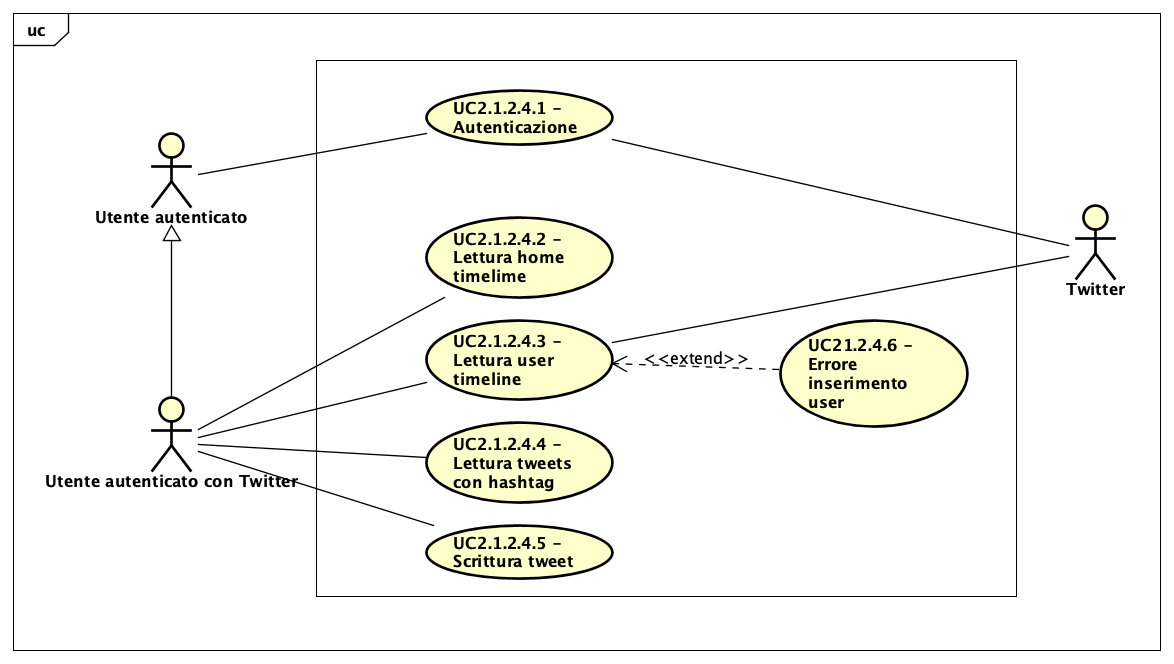 uc
UC2.1.2.4.1 –
Autenticazione
Utente autenticato
UC2.1.2.4.2 –
Lettura home
timelime
Twitter
UC2.1.2.4.3 –
Lettura user
timeline
<<extend>>
UC21.2.4.6 –
Errore
inserimento
user
UC2.1.2.4.4 –
Lettura tweets
con hashtag
Utente autenticato con Twitter
UC2.1.2.4.5 –
Scrittura tweet